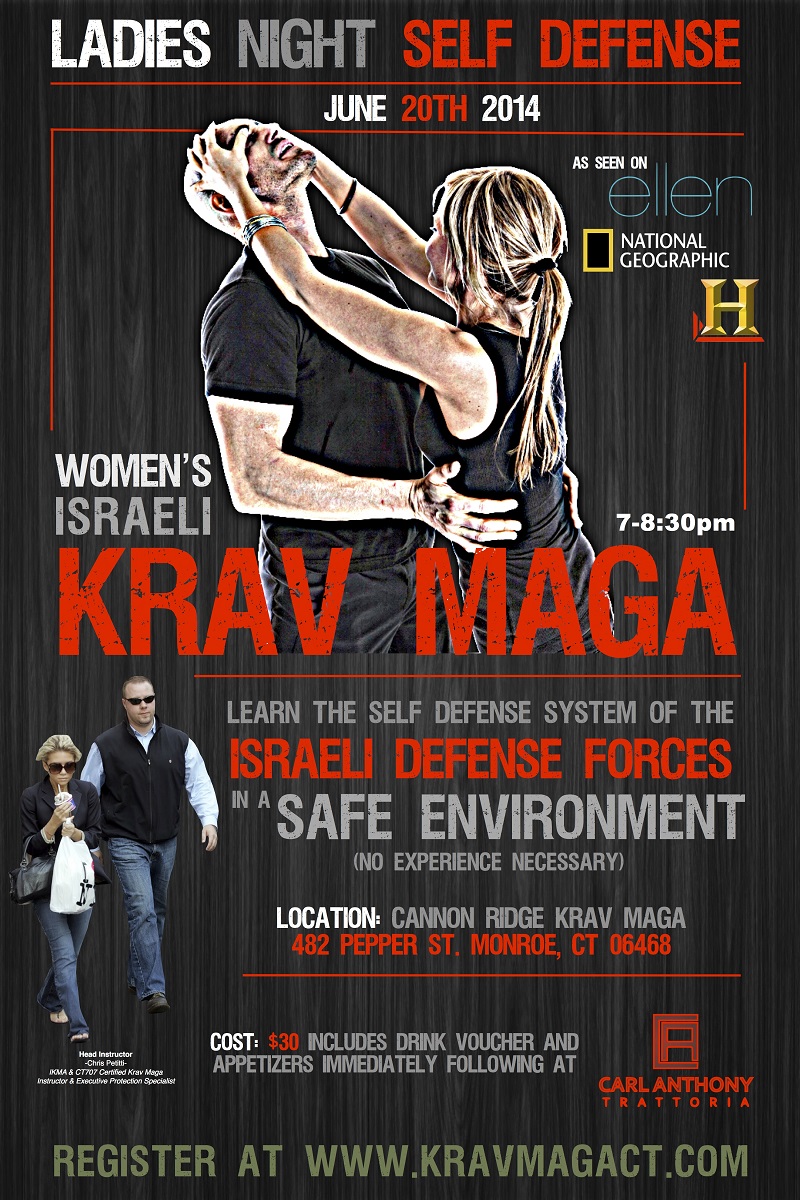 LADIES NIGHT SELF DEFENSE
JUNE 20TH 2014
AS SEEN ON
ellen
NATIONAL
GEOGRAPHIC
H
WOMEN'S
ISRAELI
7-8:30pm
KRAV MAGA
LEARN THE SELF DEFENSE SYSTEM OF THE
ISRAELI DEFENSE FORCES
IN A SAFE ENVIRONMENT
(NO EXPERIENCE NECESSARY)
LOCATION: CANNON RIDGE KRAV MAGA
482 PEPPER ST. MONROE, CT 06468
Head Instructor
-Chris Petitti-
IKMA & CT707 Certified Krav Maga
Instructor & Executive Protection Specialist
COST: $30 INCLUDES DRINK VOUCHER AND
APPETIZERS IMMEDIATELY FOLLOWING AT
CARL ANTHONY
TRATTORIA
REGISTER AT WWW.KRAVMAGACT.COM